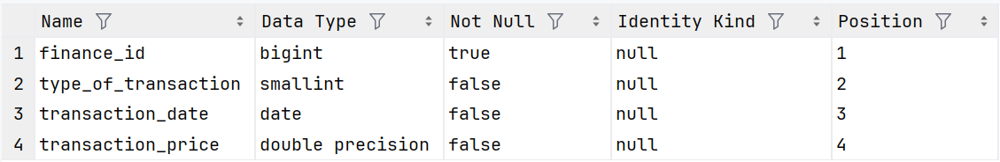 Name Data Type Not Null Identity Kind Position
1 finance_id bigint true null 1
2 type_of_transaction smallint false null 2
3 transaction_date date false null 3
4 transaction_price double precision false null 4